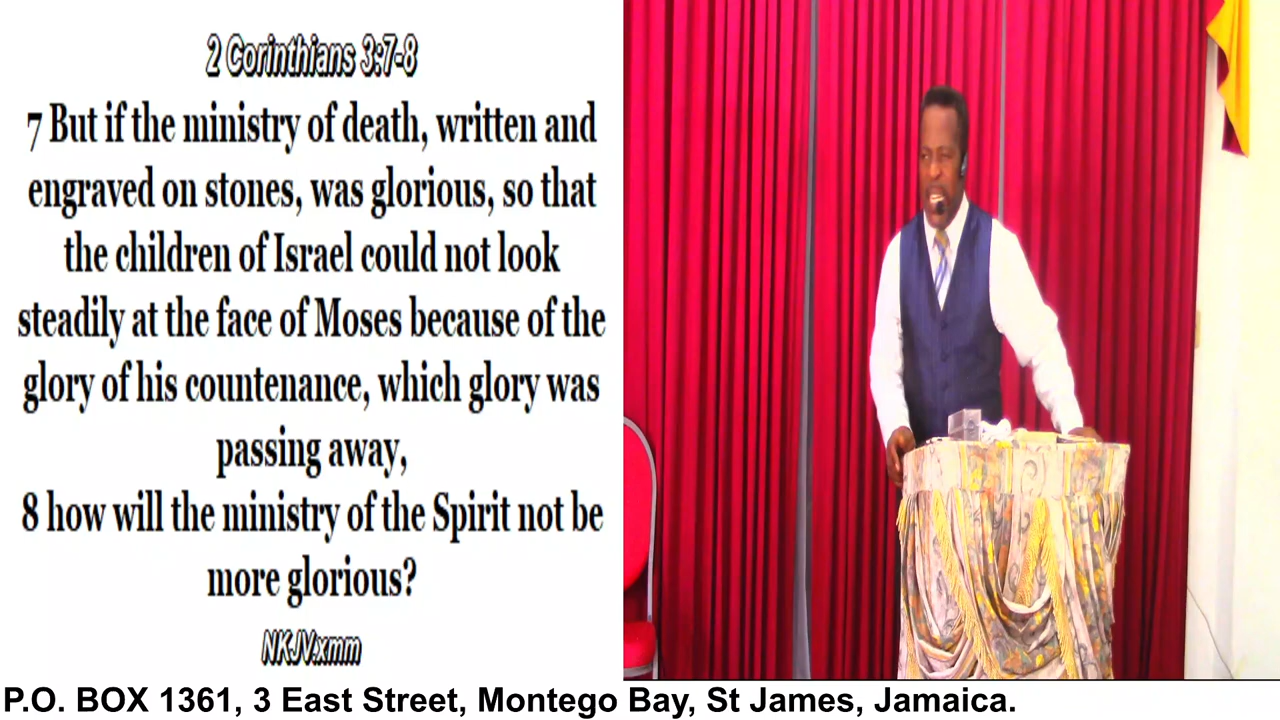 2 Corinthians 3:7-8
7 But if the ministry of death, written and
engraved on stones, was glorious, so that
the children of Israel could not look
steadily at the face of Moses because of the
glory of his countenance, which glory was
passing away,
8 how will the ministry of the Spirit not be
more glorious?
NKJV:xmm
P.O. BOX 1361, 3 East Street, Montego Bay, St James, Jamaica.